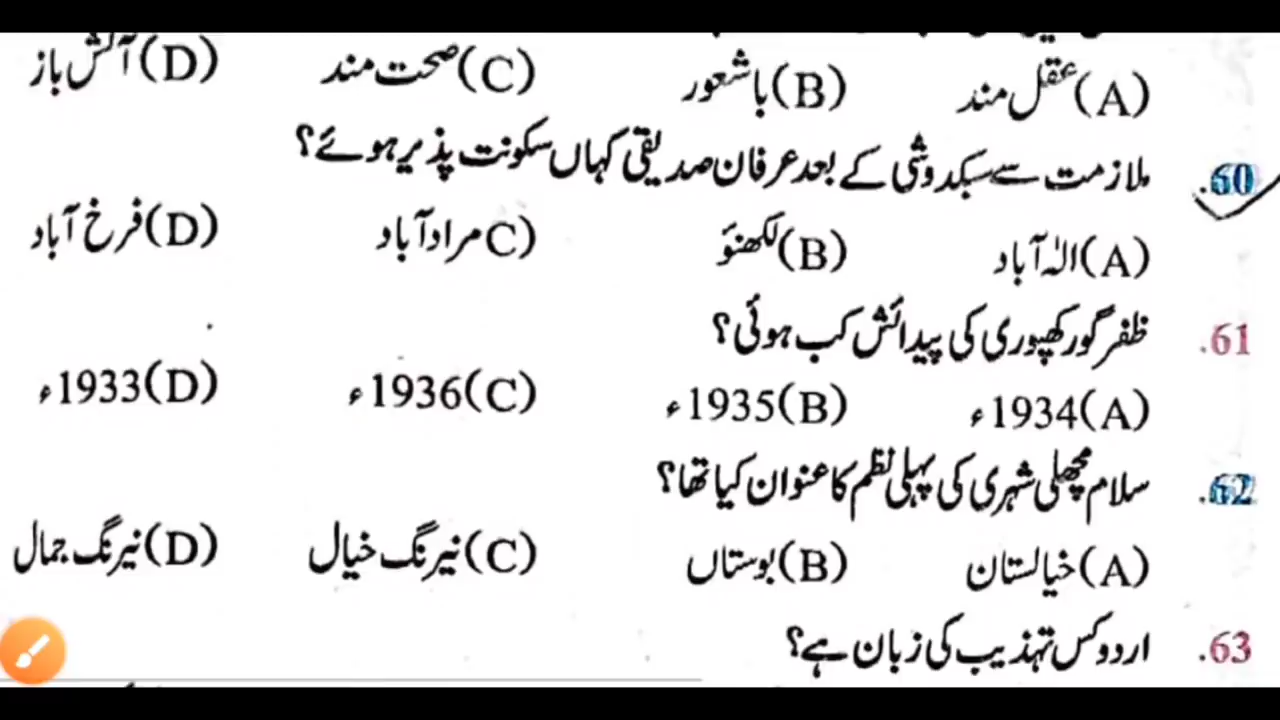 (A) عقل مند (B) باشعور (C) صحت مند (D) آتش باز
.60 ملازمت سے سبکدوشی کے بعد عرفان صدیقی کہاں سکونت پذیر ہوئے؟
(A) الٰہ آباد (B) لکھنؤ C) مراد آباد (D) فرخ آباد
.61 ظفر گورکھپوری کی پیدائش کب ہوئی؟
(A) 1934ء (B) 1935ء (C) 1936ء (D) 1933ء
.62 سلام مچھلی شہری کی پہلی نظم کا عنوان کیا تھا؟
(A) خیالستان (B) بوستاں (C) نیرنگ خیال (D) نیرنگ جمال
.63 اردو کس تہذیب کی زبان ہے؟